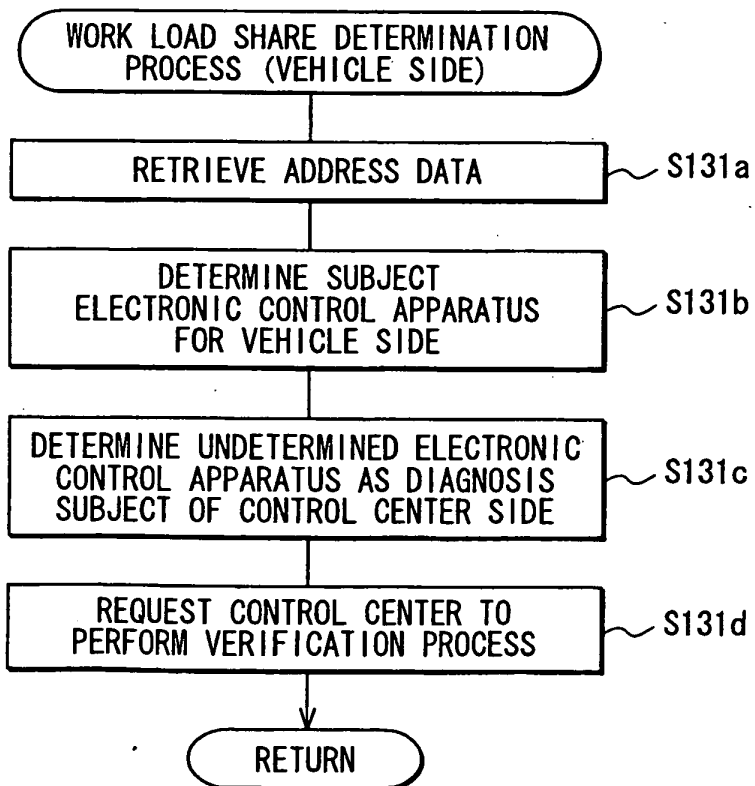 WORK LOAD SHARE DETERMINATION
PROCESS (VEHICLE SIDE)
RETRIEVE ADDRESS DATA
S131a
DETERMINE SUBJECT
ELECTRONIC CONTROL APPARATUS
FOR VEHICLE SIDE
S131b
DETERMINE UNDETERMINED ELECTRONIC
CONTROL APPARATUS AS DIAGNOSIS
SUBJECT OF CONTROL CENTER SIDE
S131c
REQUEST CONTROL CENTER TO
PERFORM VERIFICATION PROCESS
S131d
RETURN